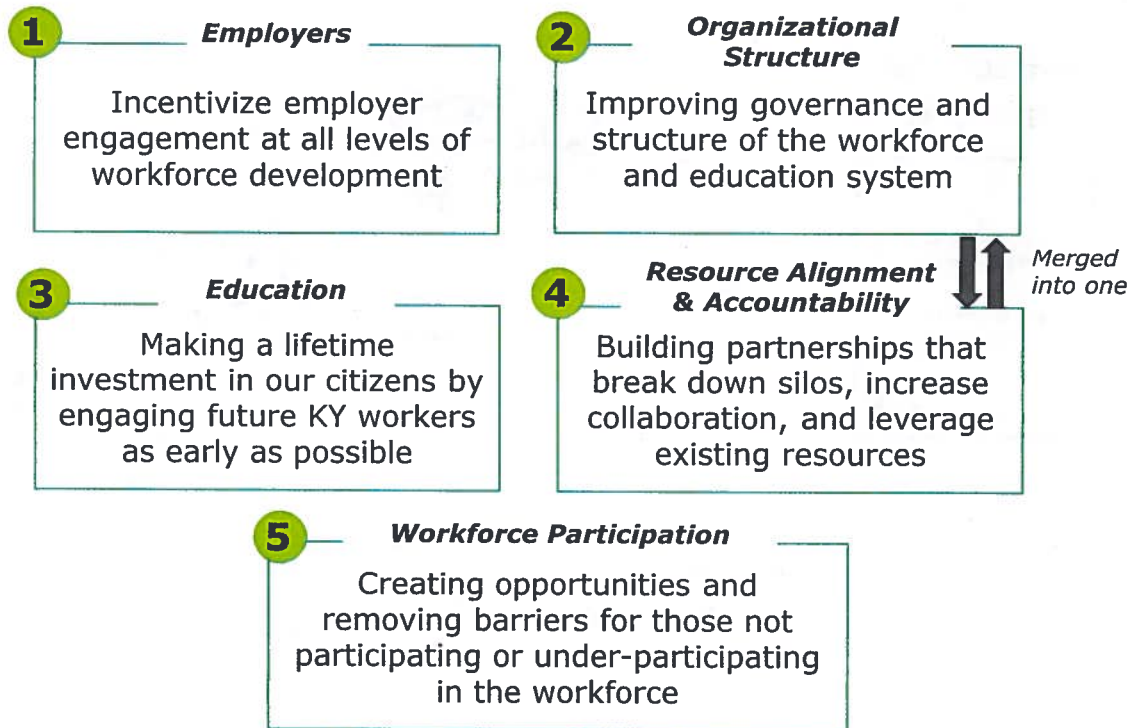 1
Employers
Incentivize employer
engagement at all levels of
workforce development
2
Organizational
Structure
Improving governance and
structure of the workforce
and education system
Merged
into one
3
Education
Making a lifetime
investment in our citizens by
engaging future KY workers
as early as possible
4
Resource Alignment
& Accountability
Building partnerships that
break down silos, increase
collaboration, and leverage
existing resources
5
Workforce Participation
Creating opportunities and
removing barriers for those not
participating or under-participating
in the workforce